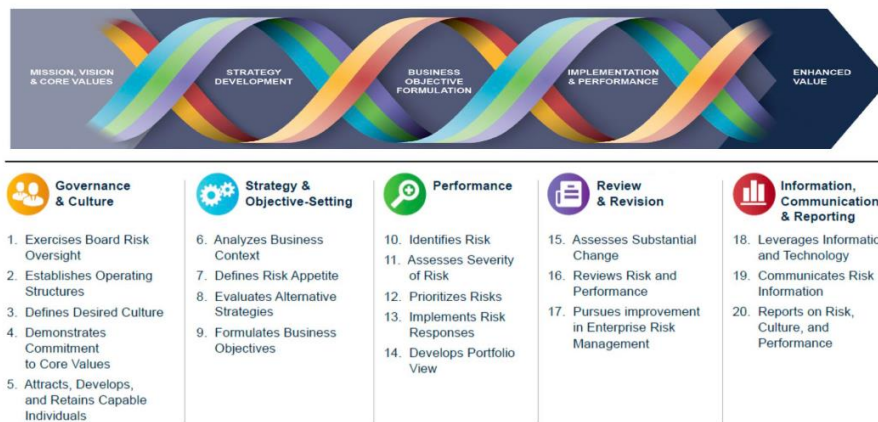 MISSION, VISION
& CORE VALUES
STRATEGY
DEVELOPMENT
BUSINESS
OBJECTIVE
FORMULATION
IMPLEMENTATION
& PERFORMANCE
ENHANCED
VALUE
Governance
& Culture
1. Exercises Board Risk
Oversight
2. Establishes Operating
Structures
3. Defines Desired Culture
4. Demonstrates
Commitment
to Core Values
5. Attracts, Develops,
and Retains Capable
Individuals
Strategy &
Objective-Setting
6. Analyzes Business
Context
7. Defines Risk Appetite
8. Evaluates Alternative
Strategies
9. Formulates Business
Objectives
Performance
10. Identifies Risk
11. Assesses Severity
of Risk
12. Prioritizes Risks
13. Implements Risk
Responses
14. Develops Portfolio
View
Review
& Revision
15. Assesses Substantial
Change
16. Reviews Risk and
Performance
17. Pursues improvement
in Enterprise Risk
Management
Information,
Communication
& Reporting
18. Leverages Informatio
and Technology
19. Communicates Risk
Information
20. Reports on Risk,
Culture, and
Performance